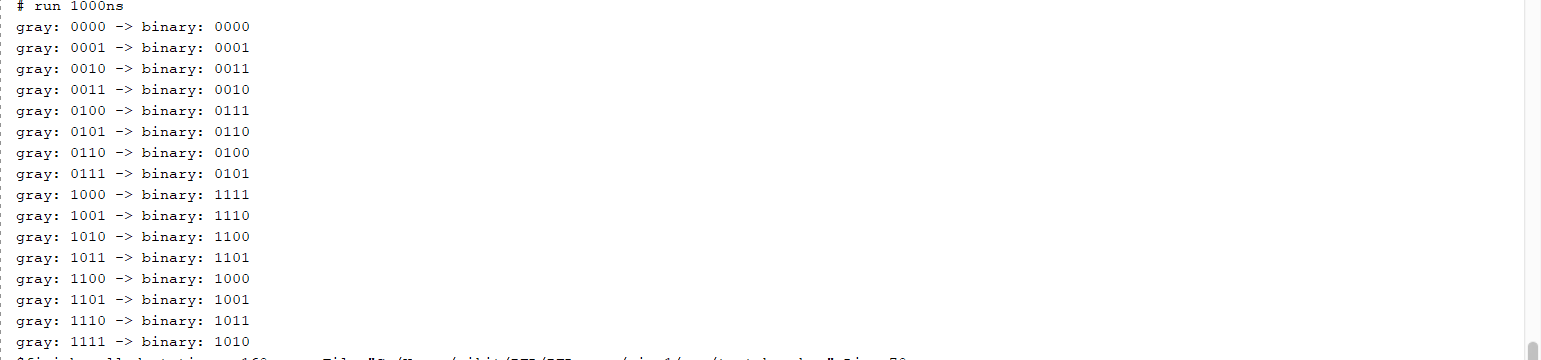 # run 1000ns
gray: 0000 -> binary: 0000
gray: 0001 -> binary: 0001
gray: 0010 -> binary: 0011
gray: 0011 -> binary: 0010
gray: 0100 -> binary: 0111
gray: 0101 -> binary: 0110
gray: 0110 -> binary: 0100
gray: 0111 -> binary: 0101
gray: 1000 -> binary: 1111
gray: 1001 -> binary: 1110
gray: 1010 -> binary: 1100
gray: 1011 -> binary: 1101
gray: 1100 -> binary: 1000
gray: 1101 -> binary: 1001
gray: 1110 -> binary: 1011
gray: 1111 -> binary: 1010